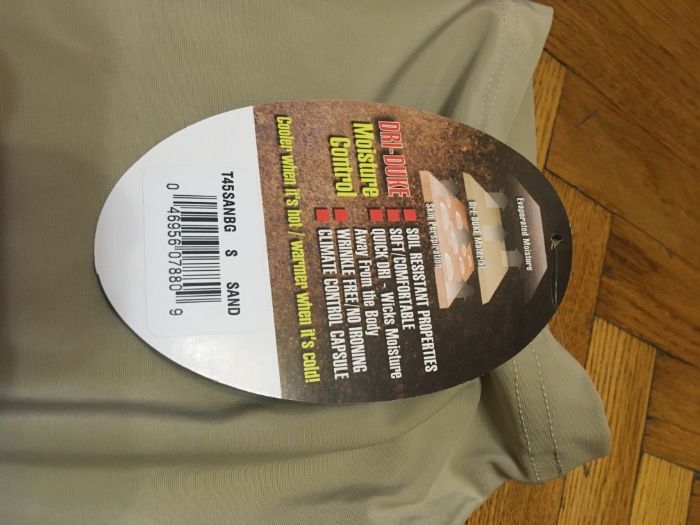 Evaporated Moisture
Dri-DUKE Material
Skin Perspiration
DRI-DUKE
Moisture
Control
SOIL RESISTANT PROPERTIES
SOFT/COMFORTABLE
QUICK DRI - Wicks Moisture
Away From the Body
WRINKLE FREE/NO IRONING
CLIMATE CONTROL CAPSULE
Cooler when it's hot / warmer when it's cold!
T45SANBG S SAND
0 46956 07880 9